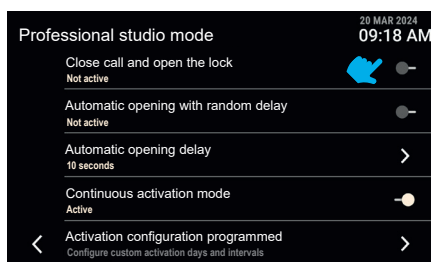 20 MAR 2024
Professional studio mode
09:18 AM
Close call and open the lock
Not active
Automatic opening with random delay
Not active
Automatic opening delay
10 seconds
Continuous activation mode
Active
Activation configuration programmed
Configure custom activation days and intervals